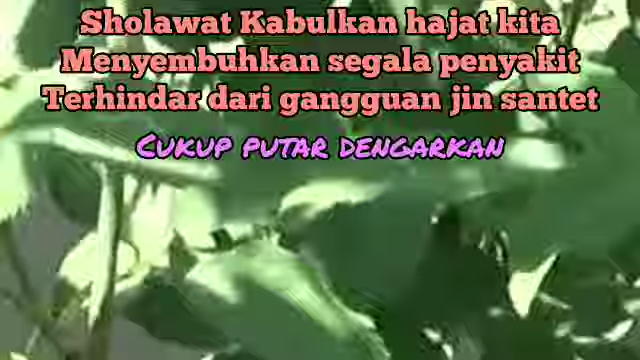 Sholawat Kabulkan hajat kita
Menyembuhkan segala penyakit
Terhindar dari gangguan jin santet
Cukup putar dengarkan